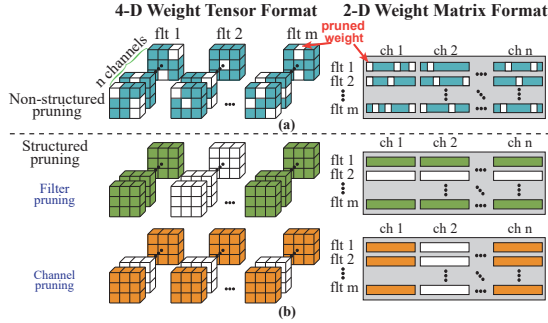 4-D Weight Tensor Format
2-D Weight Matrix Format
n channels
flt 1
flt 2
flt m
pruned
weight
ch 1
ch 2
ch n
flt 1
flt 2
flt m
Non-structured
pruning
(a)
Structured
pruning
Filter
pruning
ch 1
ch 2
ch n
flt 1
flt 2
flt m
Channel
pruning
ch 1
ch 2
ch n
flt 1
flt 2
flt m
(b)